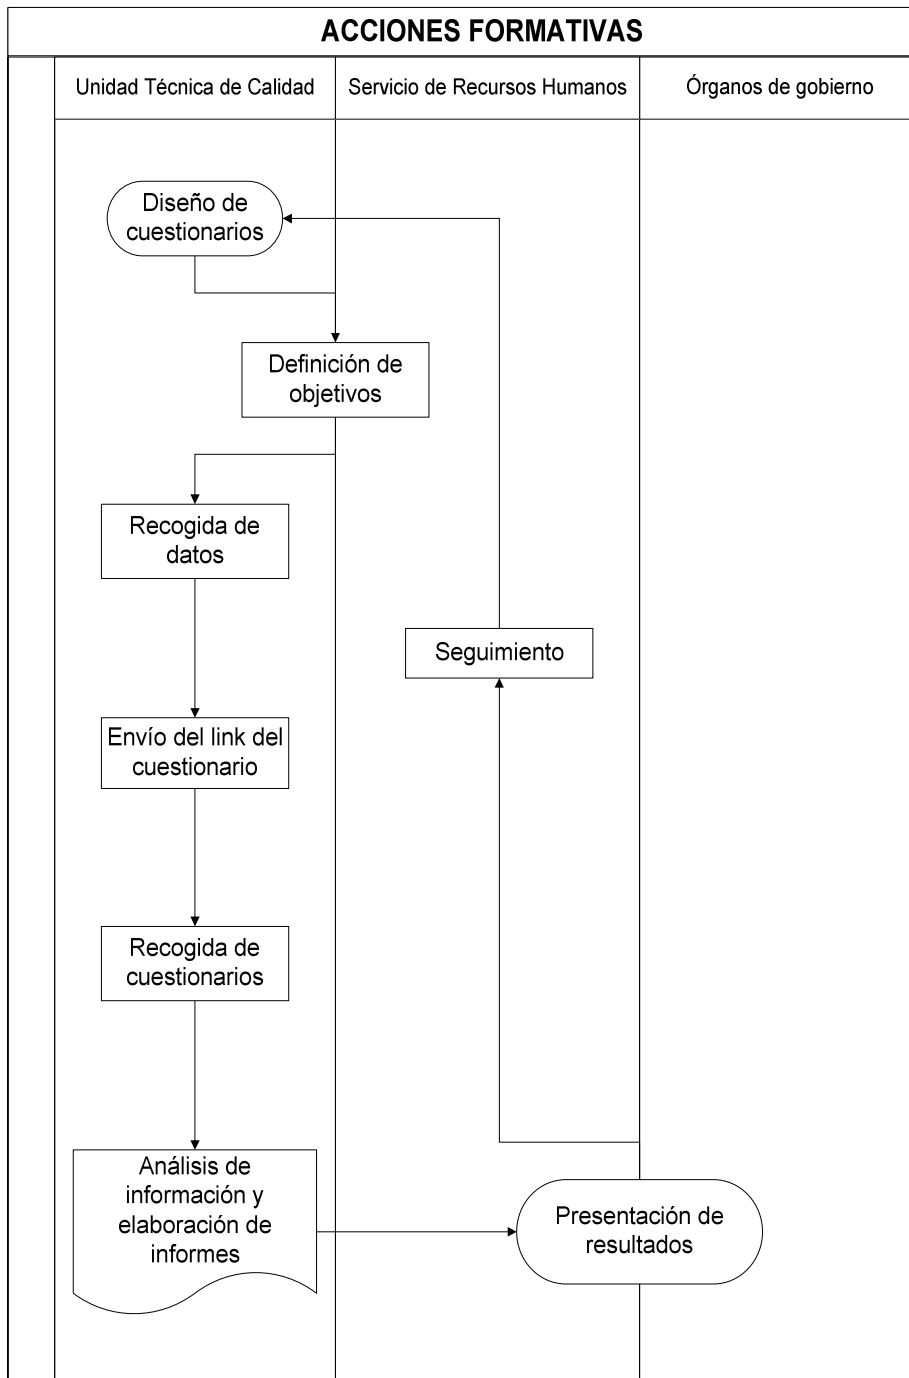 ACCIONES FORMATIVAS
Unidad Técnica de Calidad
Servicio de Recursos Humanos
Órganos de gobierno
Diseño de
cuestionarios
Definición de
objetivos
Recogida de
datos
Seguimiento
Envío del link del
cuestionario
Recogida de
cuestionarios
Análisis de
información y
elaboración de
informes
Presentación de
resultados